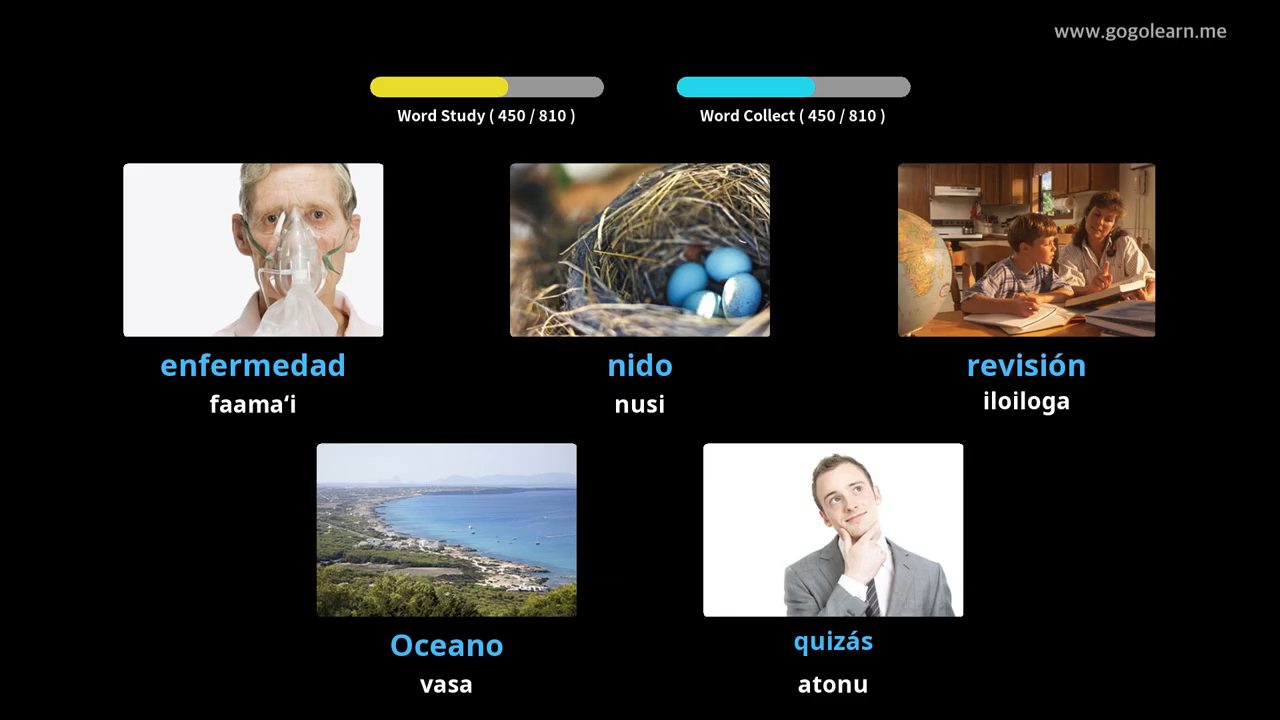 www.gogolearn.me
Word Study ( 450 / 810 )
Word Collect ( 450 / 810 )
enfermedad
faamaʻi
nido
nusi
revisión
iloiloga
Oceano
vasa
quizás
atonu